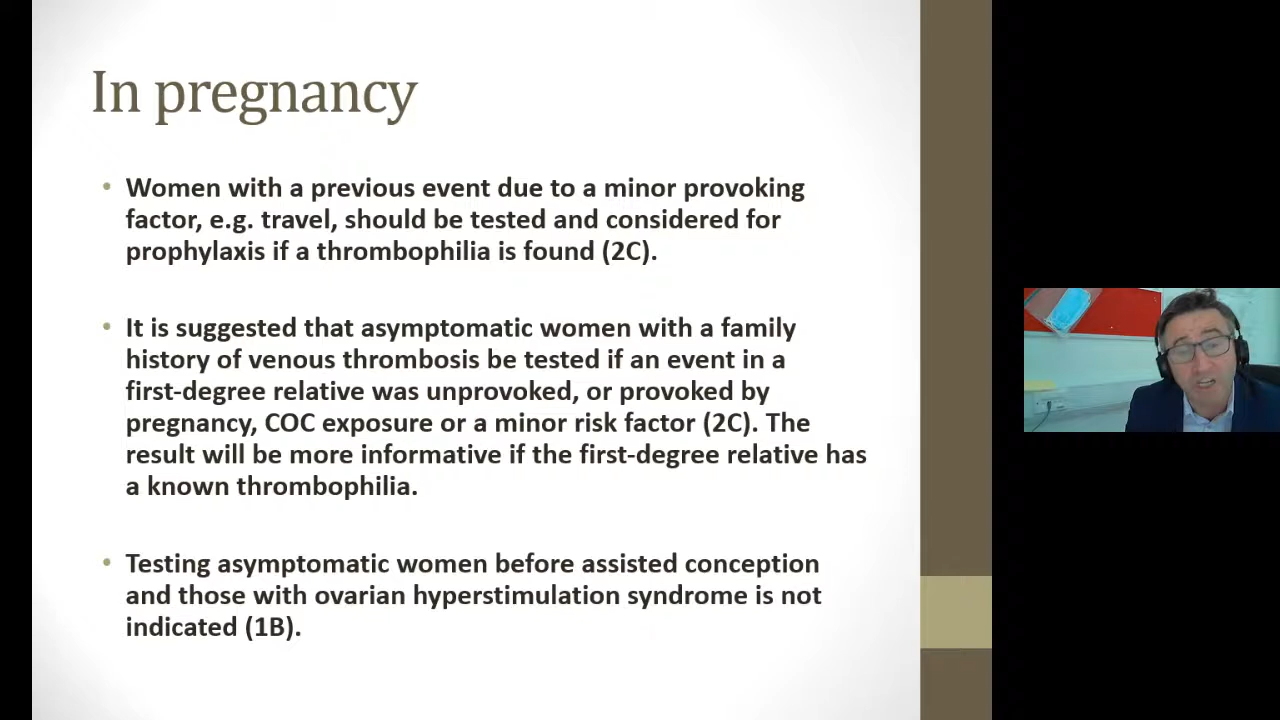 In pregnancy
• Women with a previous event due to a minor provoking
factor, e.g. travel, should be tested and considered for
prophylaxis if a thrombophilia is found (2C).
• It is suggested that asymptomatic women with a family
history of venous thrombosis be tested if an event in a
first-degree relative was unprovoked, or provoked by
pregnancy, COC exposure or a minor risk factor (2C). The
result will be more informative if the first-degree relative has
a known thrombophilia.
• Testing asymptomatic women before assisted conception
and those with ovarian hyperstimulation syndrome is not
indicated (1B).